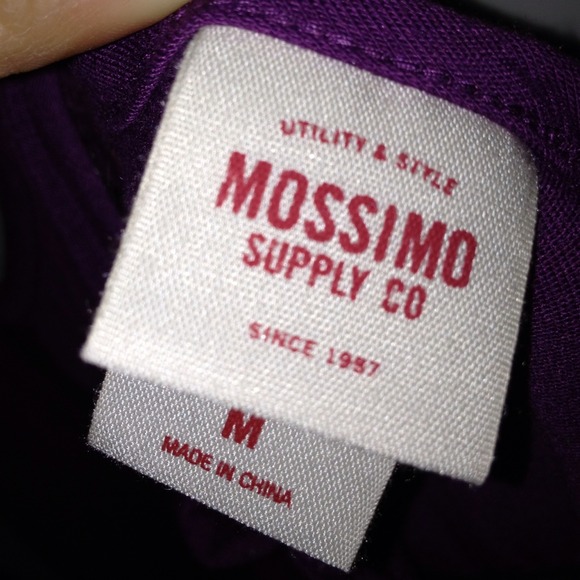 UTILITY & STYLE
MOSSIMO
SUPPLY CO
SINCE 1987
M
MADE IN CHINA